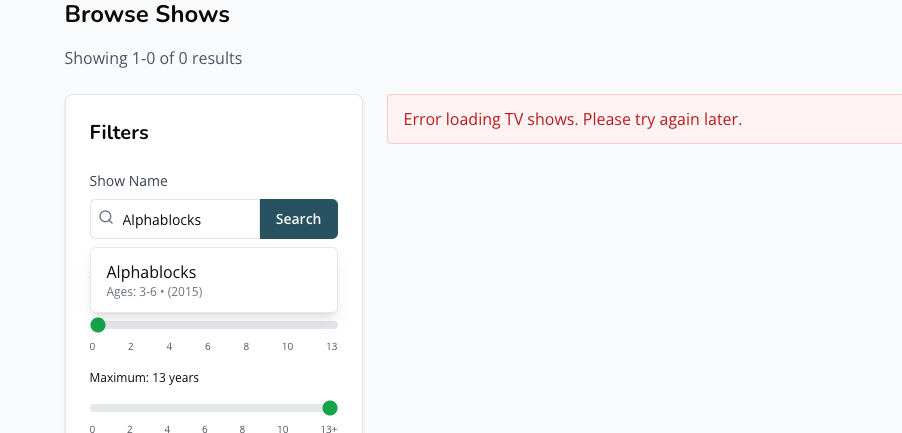 Browse Shows
Showing 1-0 of 0 results
Filters
Error loading TV shows. Please try again later.
Show Name
Alphablocks
Search
Alphablocks
Ages: 3-6 • (2015)
0 2 4 6 8 10 13
Maximum: 13 years
0 2 4 6 8 10 13+